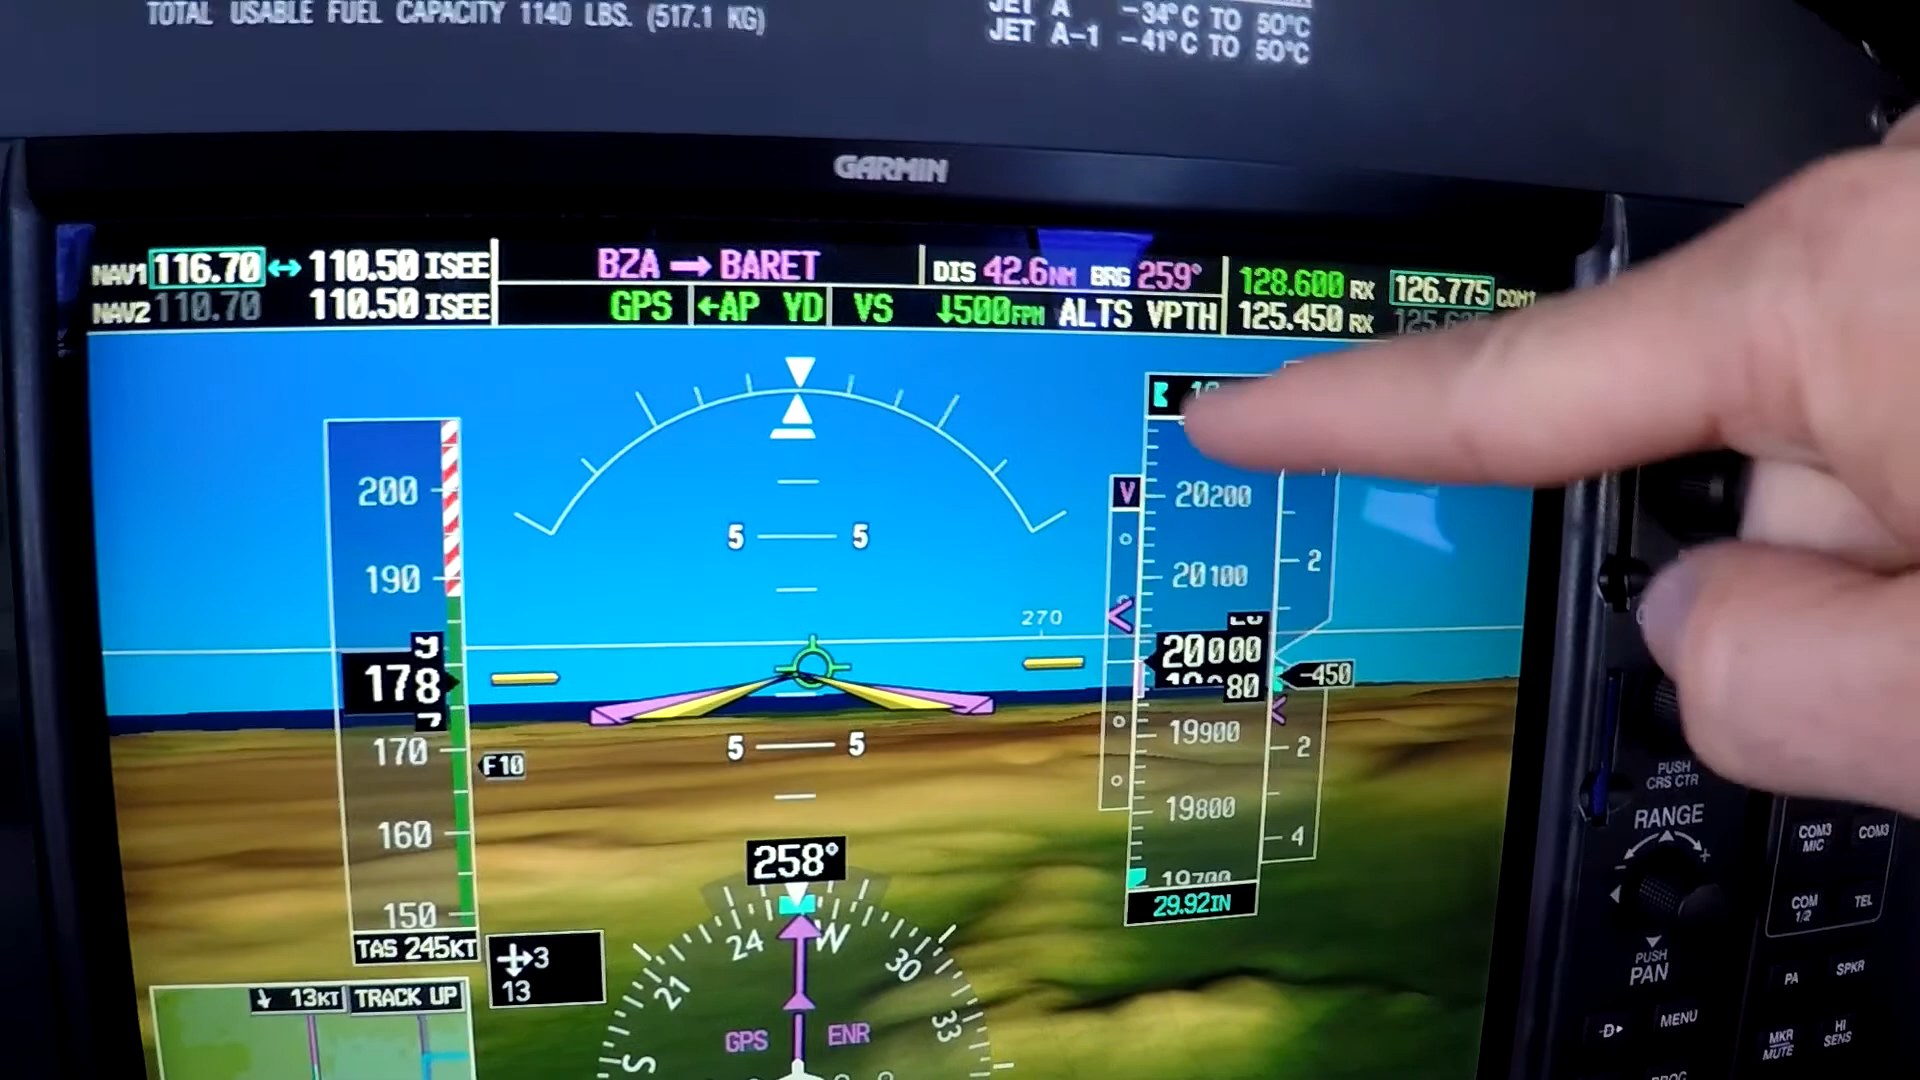 TOTAL USABLE FUEL CAPACITY 1140 LBS. (517.1 KG)
JET A -34°C TO 50°C
JET A-1 -41°C TO 50°C
GARMIN
NAV1 116.70 ↔ 110.50 ISEE
NAV2 110.70 110.50 ISEE
BZA → BARET
DIS 42.6NM BRG 259°
GPS ←AP YD VS ↓500FPM ALTS VPTH
128.600 RX 126.775 COM1
125.450 RX
200
190
178
170
160
150
F10
TAS 245KT
5 5
5 5
270
V
20200
20100
20000
80
19900
19800
19700
29.92IN
2
-450
2
4
258°
21 24 W 30 33
S
GPS ENR
3
13
13KT TRACK UP
PUSH
CRS CTR
RANGE
- +
PUSH
PAN
-D→ MENU
COM3
MIC
COM3
COM
1/2
TEL
PA SPKR
MKR
MUTE
HI
SENS